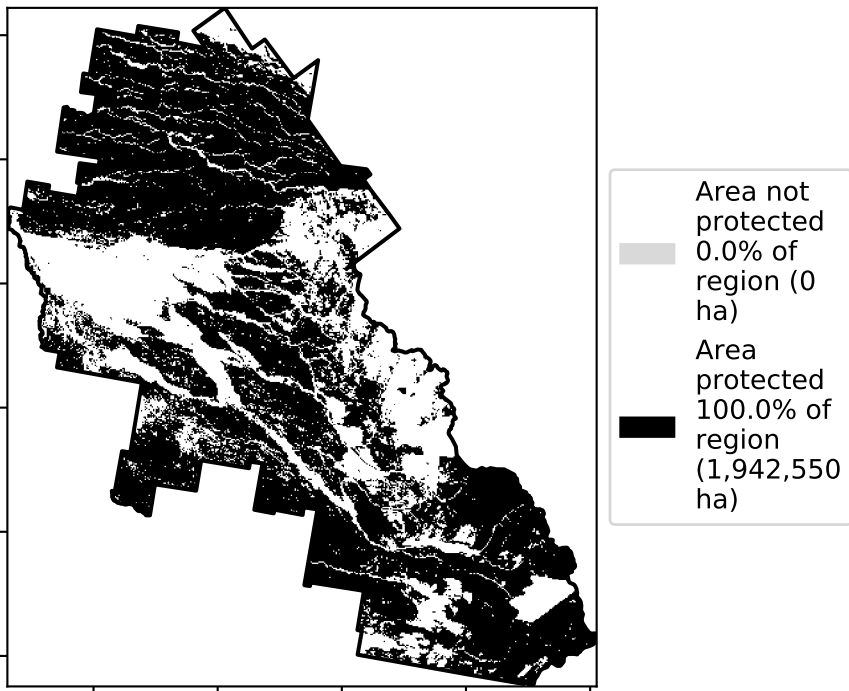 Area not
protected
0.0% of
region (0
ha)
Area
protected
100.0% of
region
(1,942,550
ha)